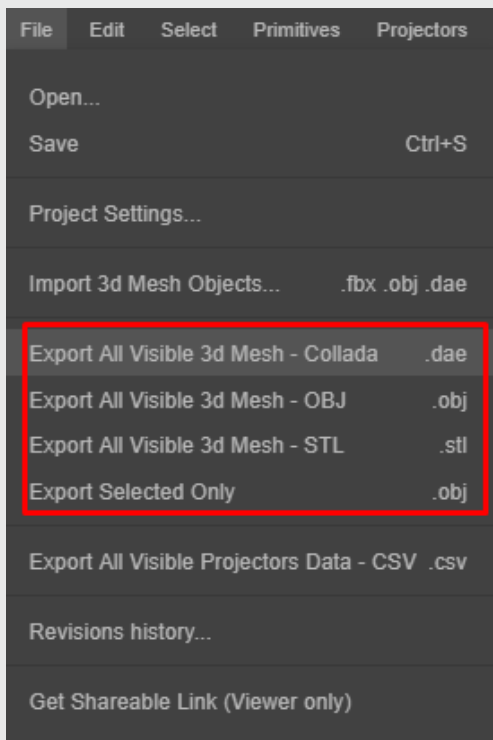 File Edit Select Primitives Projectors
Open...
Save Ctrl+S
Project Settings...
Import 3d Mesh Objects... .fbx .obj .dae
Export All Visible 3d Mesh - Collada .dae
Export All Visible 3d Mesh - OBJ .obj
Export All Visible 3d Mesh - STL .stl
Export Selected Only .obj
Export All Visible Projectors Data - CSV .csv
Revisions history...
Get Shareable Link (Viewer only)